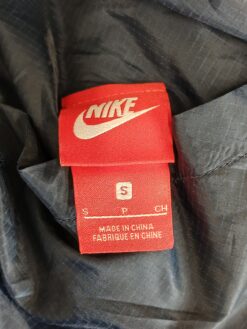 NIKE
S
S P CH
MADE IN CHINA
FABRIQUE EN CHINE